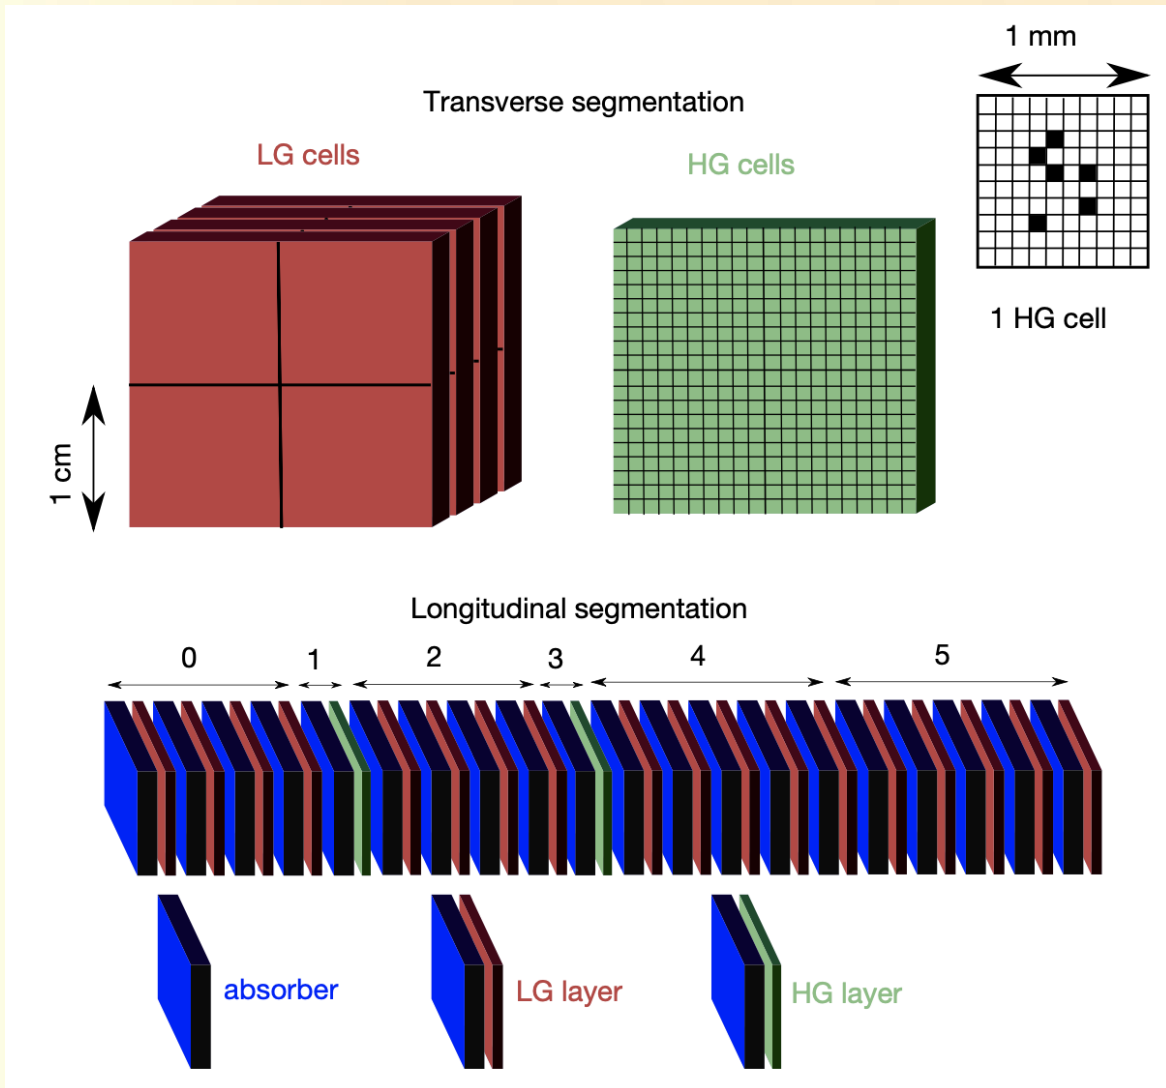 1 mm
Transverse segmentation
LG cells
HG cells
1 HG cell
1 cm
Longitudinal segmentation
0 1 2 3 4 5
absorber
LG layer
HG layer